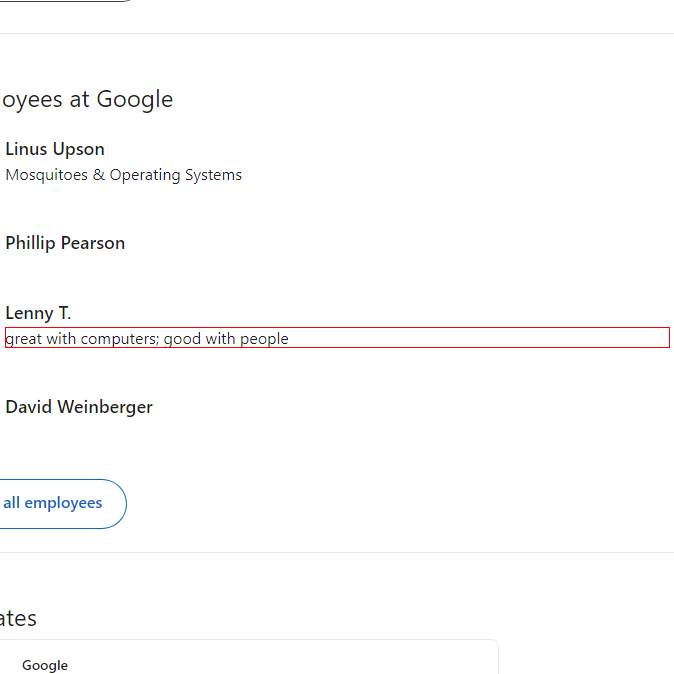 oyees at Google
Linus Upson
Mosquitoes & Operating Systems
Phillip Pearson
Lenny T.
great with computers; good with people
David Weinberger
all employees
ates
Google